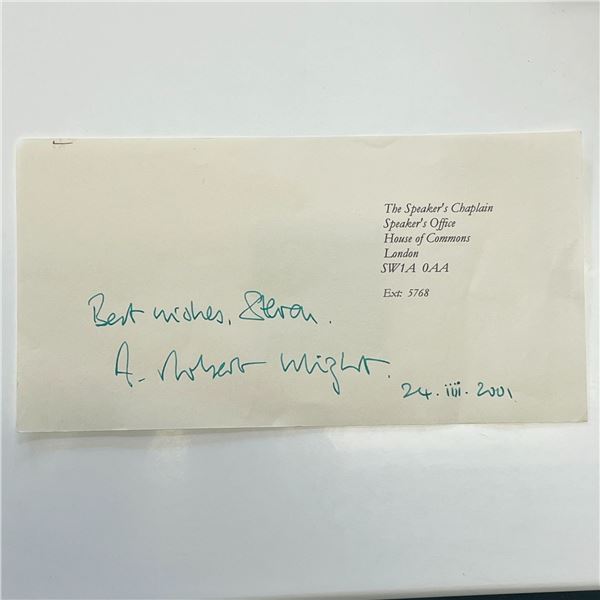 The Speaker's Chaplain
Speaker's Office
House of Commons
London
SW1A 0AA
Ext: 5768
Best wishes, Steven.
A. Robert Wright.
24.iiii.2001